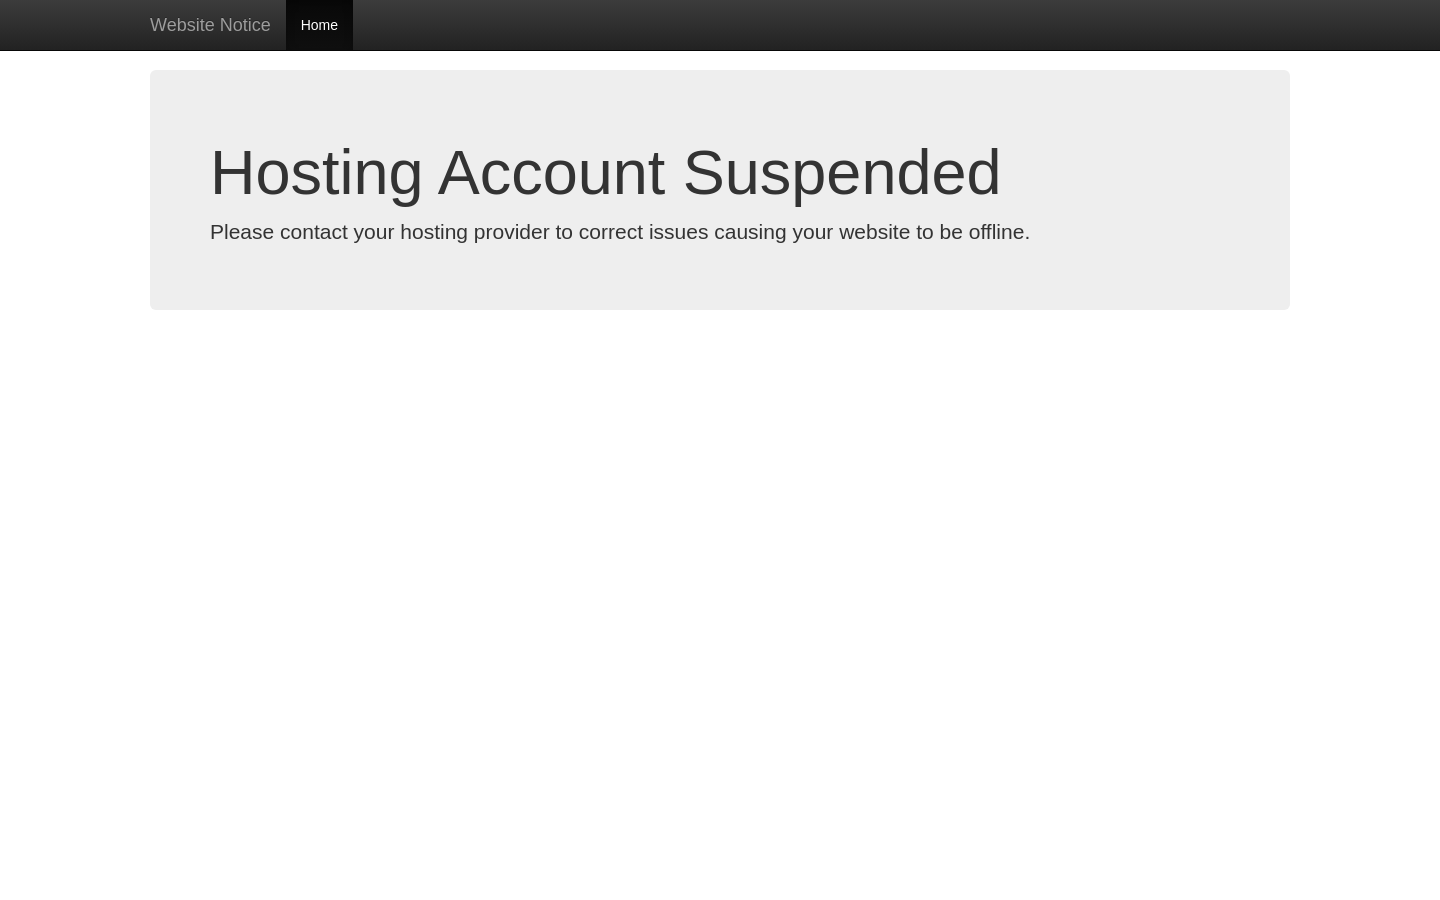 Website Notice
Home
Hosting Account Suspended
Please contact your hosting provider to correct issues causing your website to be offline.